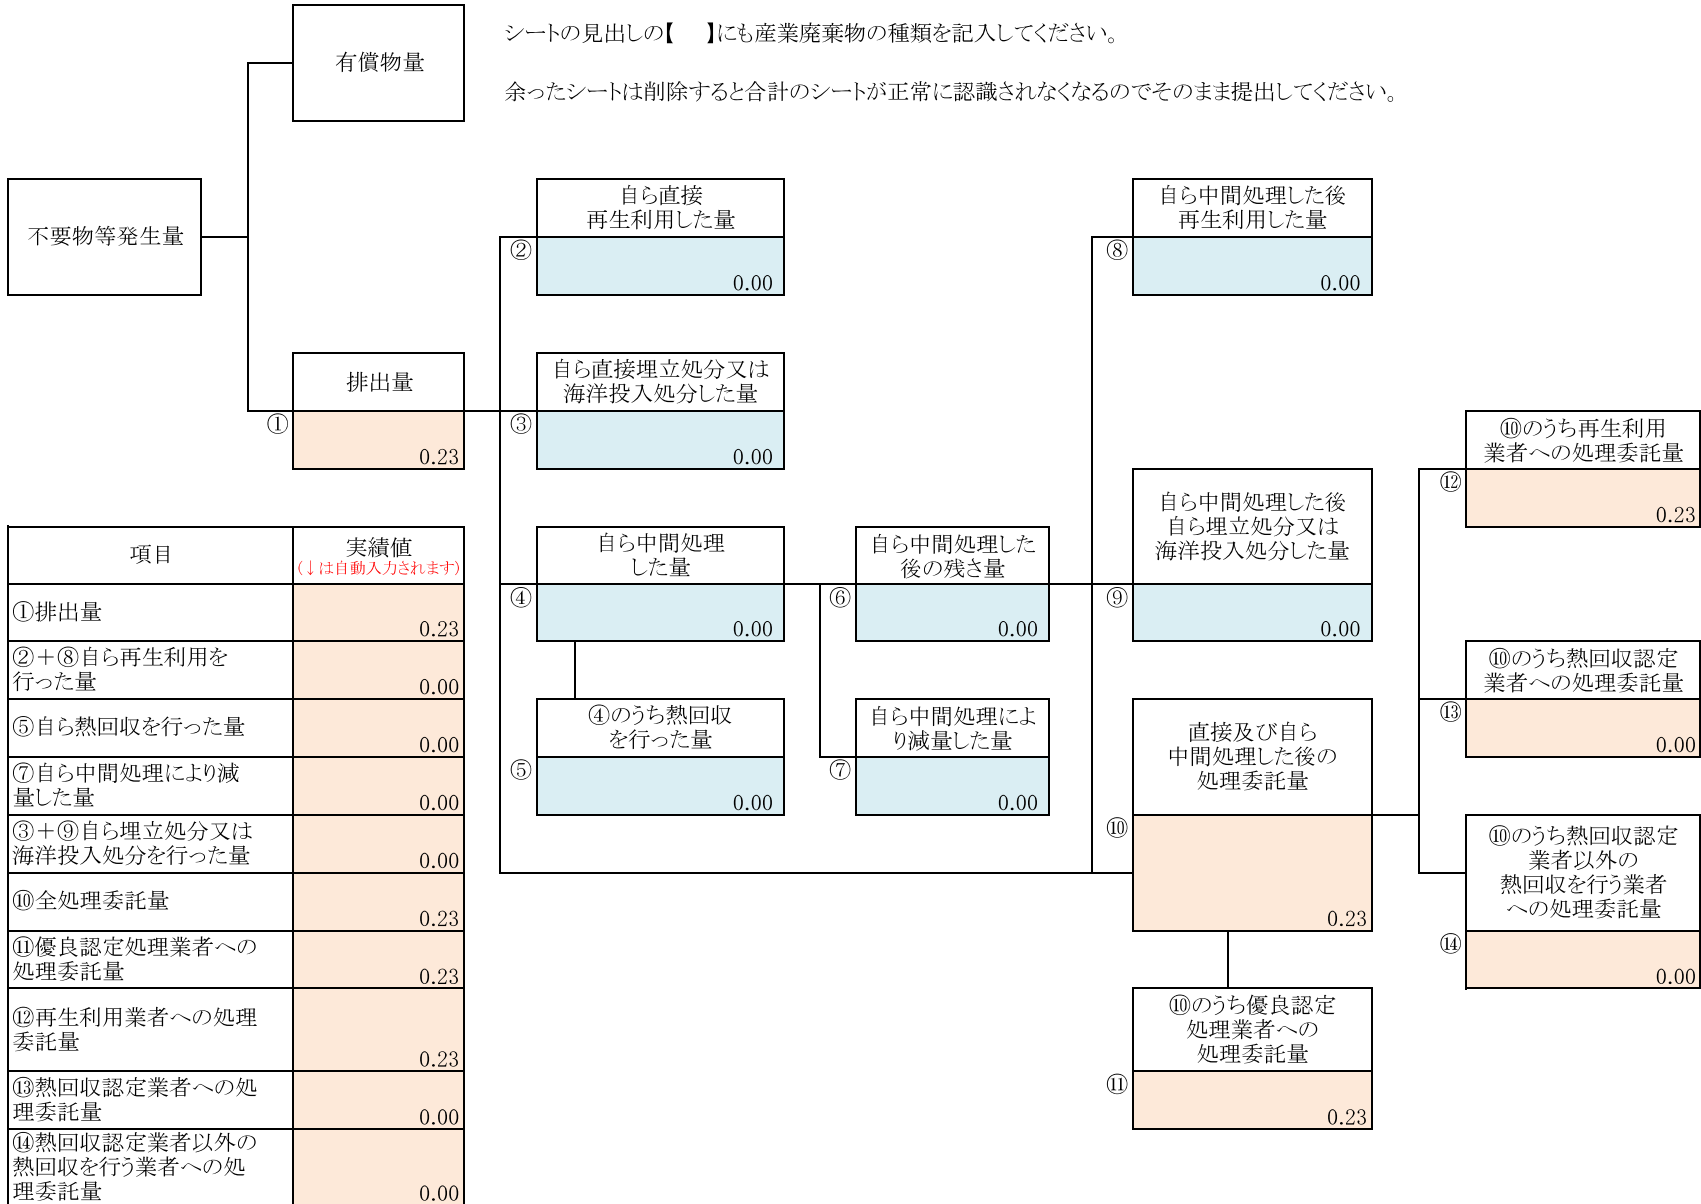 シートの見出しの【　】にも産業廃棄物の種類を記入してください。
有償物量
余ったシートは削除すると合計のシートが正常に認識されなくなるのでそのまま提出してください。
不要物等発生量
自ら直接
再生利用した量
②
0.00
自ら中間処理した後
再生利用した量
⑧
0.00
排出量
①
0.23
自ら直接埋立処分又は
海洋投入処分した量
③
0.00
⑩のうち再生利用
業者への処理委託量
⑫
0.23
自ら中間処理
した量
④
0.00
自ら中間処理した
後の残さ量
⑥
0.00
自ら中間処理した後
自ら埋立処分又は
海洋投入処分した量
⑨
0.00
⑩のうち熱回収認定
業者への処理委託量
⑬
0.00
④のうち熱回収
を行った量
⑤
0.00
自ら中間処理によ
り減量した量
⑦
0.00
直接及び自ら
中間処理した後の
処理委託量
⑩
0.23
⑩のうち熱回収認定
業者以外の
熱回収を行う業者
への処理委託量
⑭
0.00
⑩のうち優良認定
処理業者への
処理委託量
⑪
0.23
項目
実績値
(↓は自動入力されます)
①排出量
0.23
②＋⑧自ら再生利用を
行った量
0.00
⑤自ら熱回収を行った量
0.00
⑦自ら中間処理により減
量した量
0.00
③＋⑨自ら埋立処分又は
海洋投入処分を行った量
0.00
⑩全処理委託量
0.23
⑪優良認定処理業者への
処理委託量
0.23
⑫再生利用業者への処理
委託量
0.23
⑬熱回収認定業者への処
理委託量
0.00
⑭熱回収認定業者以外の
熱回収を行う業者への処
理委託量
0.00